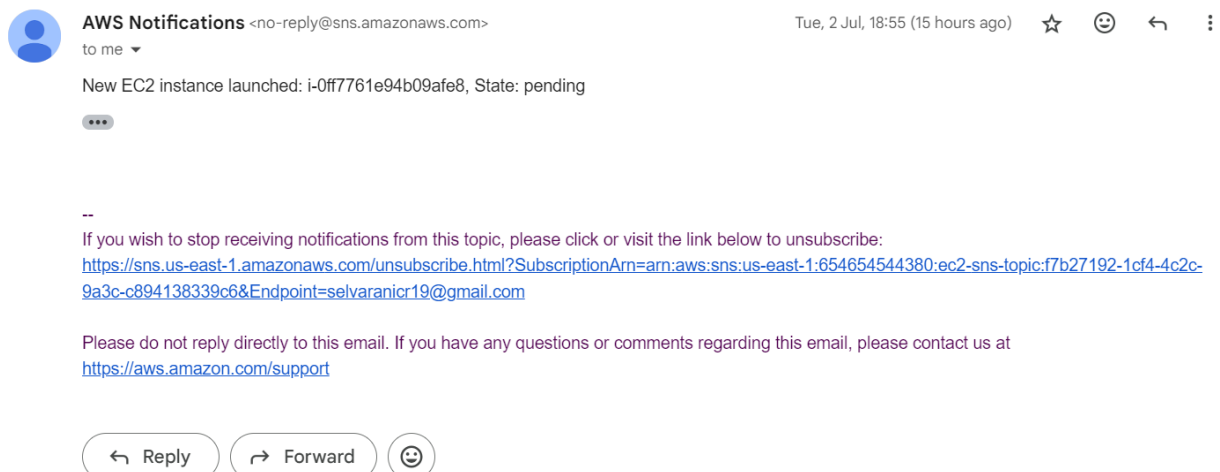 AWS Notifications <no-reply@sns.amazonaws.com> Tue, 2 Jul, 18:55 (15 hours ago)
to me
New EC2 instance launched: i-0ff7761e94b09afe8, State: pending
--
If you wish to stop receiving notifications from this topic, please click or visit the link below to unsubscribe:
https://sns.us-east-1.amazonaws.com/unsubscribe.html?SubscriptionArn=arn:aws:sns:us-east-1:654654544380:ec2-sns-topic:f7b27192-1cf4-4c2c-
9a3c-c894138339c6&Endpoint=selvaranicr19@gmail.com
Please do not reply directly to this email. If you have any questions or comments regarding this email, please contact us at
https://aws.amazon.com/support
Reply Forward